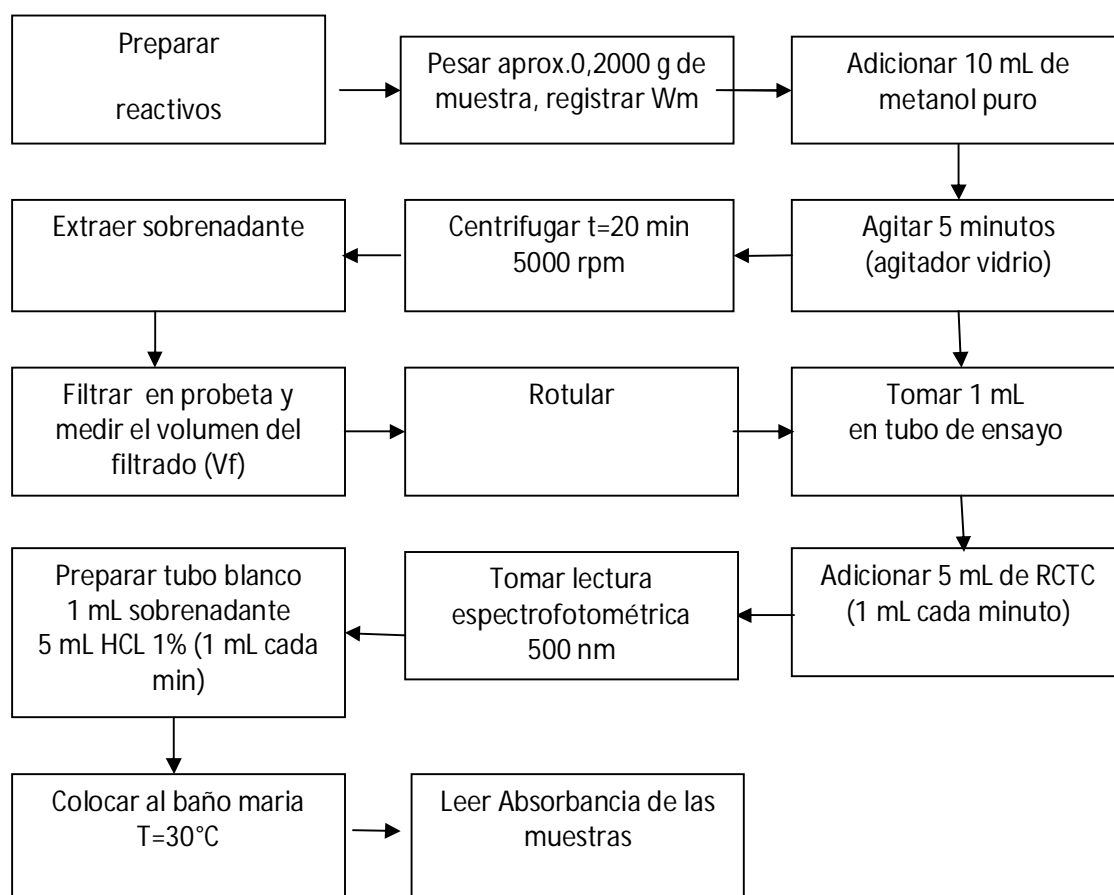 Preparar
reactivos
Pesar aprox.0,2000 g de
muestra, registrar Wm
Adicionar 10 mL de
metanol puro
Agitar 5 minutos
(agitador vidrio)
Centrifugar t=20 min
5000 rpm
Extraer sobrenadante
Filtrar en probeta y
medir el volumen del
filtrado (Vf)
Rotular
Tomar 1 mL
en tubo de ensayo
Adicionar 5 mL de RCTC
(1 mL cada minuto)
Tomar lectura
espectrofotométrica
500 nm
Preparar tubo blanco
1 mL sobrenadante
5 mL HCL 1% (1 mL cada
min)
Colocar al baño maria
T=30°C
Leer Absorbancia de las
muestras